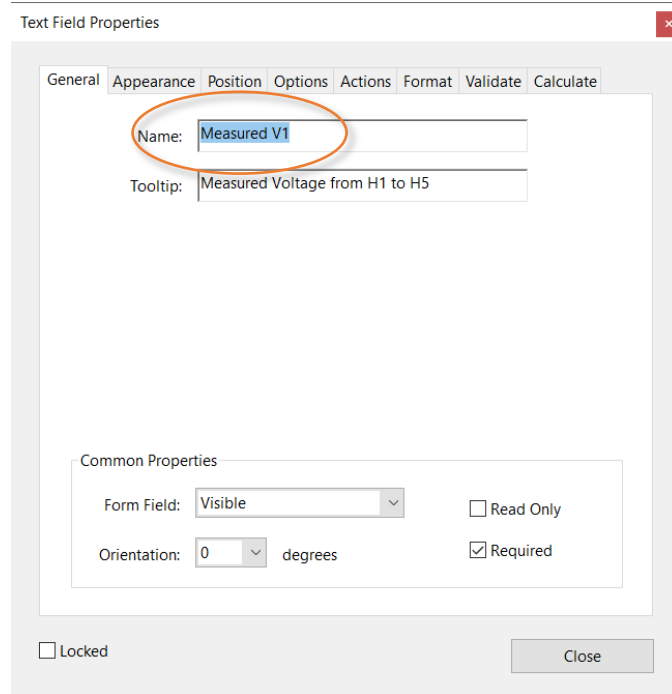 Text Field Properties
General Appearance Position Options Actions Format Validate Calculate
Name: Measured V1
Tooltip: Measured Voltage from H1 to H5
Common Properties
Form Field: Visible
Read Only
Orientation: 0 degrees
Required
Locked
Close